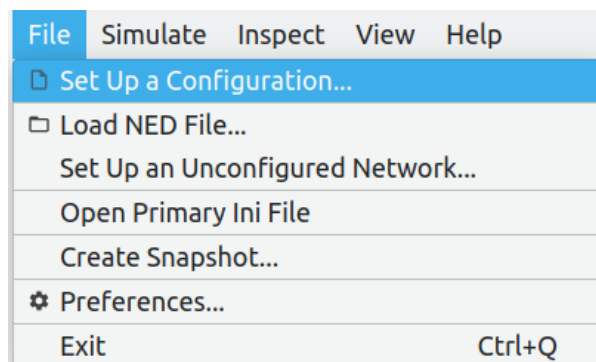 File Simulate Inspect View Help
Set Up a Configuration...
Load NED File...
Set Up an Unconfigured Network...
Open Primary Ini File
Create Snapshot...
Preferences...
Exit Ctrl+Q